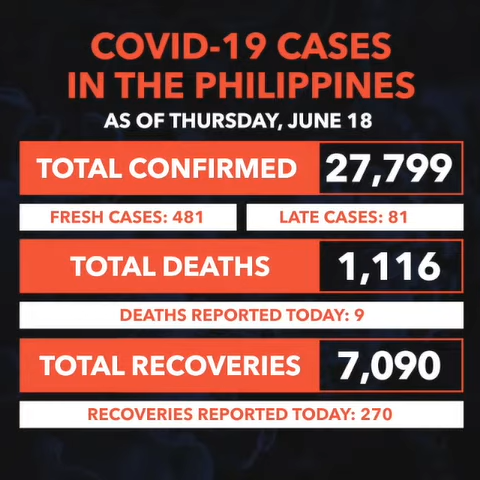 COVID-19 CASES
IN THE PHILIPPINES
AS OF THURSDAY, JUNE 18
TOTAL CONFIRMED 27,799
FRESH CASES: 481 LATE CASES: 81
TOTAL DEATHS 1,116
DEATHS REPORTED TODAY: 9
TOTAL RECOVERIES 7,090
RECOVERIES REPORTED TODAY: 270